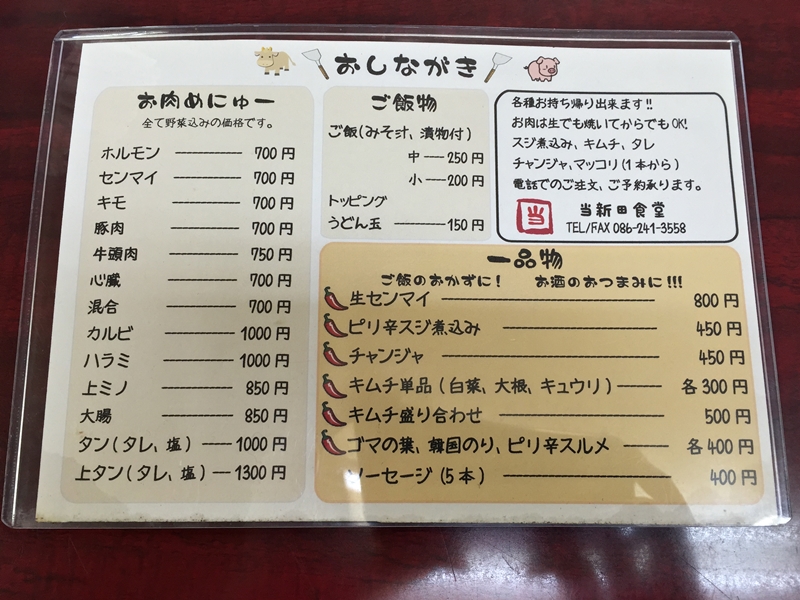 おしながき
お肉めにゅー
全て野菜込みの価格です。
ホルモン 700円
センマイ 700円
キモ 700円
豚肉 700円
牛頭肉 750円
心臓 700円
混合 700円
カルビ 1000円
ハラミ 1000円
上ミノ 850円
大腸 850円
タン(タレ、塩) 1000円
上タン(タレ、塩) 1300円
ご飯物
ご飯(みそ汁、漬物付)
中 250円
小 200円
トッピング
うどん玉 150円
各種お持ち帰り出来ます!!
お肉は生でも焼いてからでもOK!
スジ煮込み、キムチ、タレ
チャンジャ、マッコリ(1本から)
電話でのご注文、ご予約承ります。
当 当新田食堂
TEL/FAX 086-241-3558
一品物
ご飯のおかずに! お酒のおつまみに!!!
生センマイ 800円
ピリ辛スジ煮込み 450円
チャンジャ 450円
キムチ単品(白菜、大根、キュウリ) 各300円
キムチ盛り合わせ 500円
ゴマの葉、韓国のり、ピリ辛スルメ 各400円
ソーセージ(5本) 400円